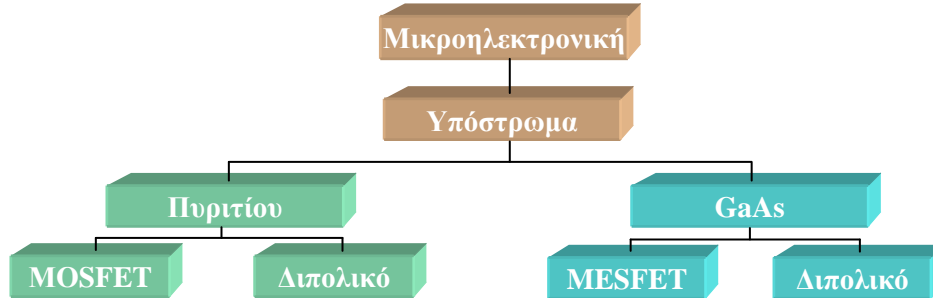 Μικροηλεκτρονική
Υπόστρωμα
Πυριτίου
GaAs
MOSFET
Διπολικό
MESFET
Διπολικό